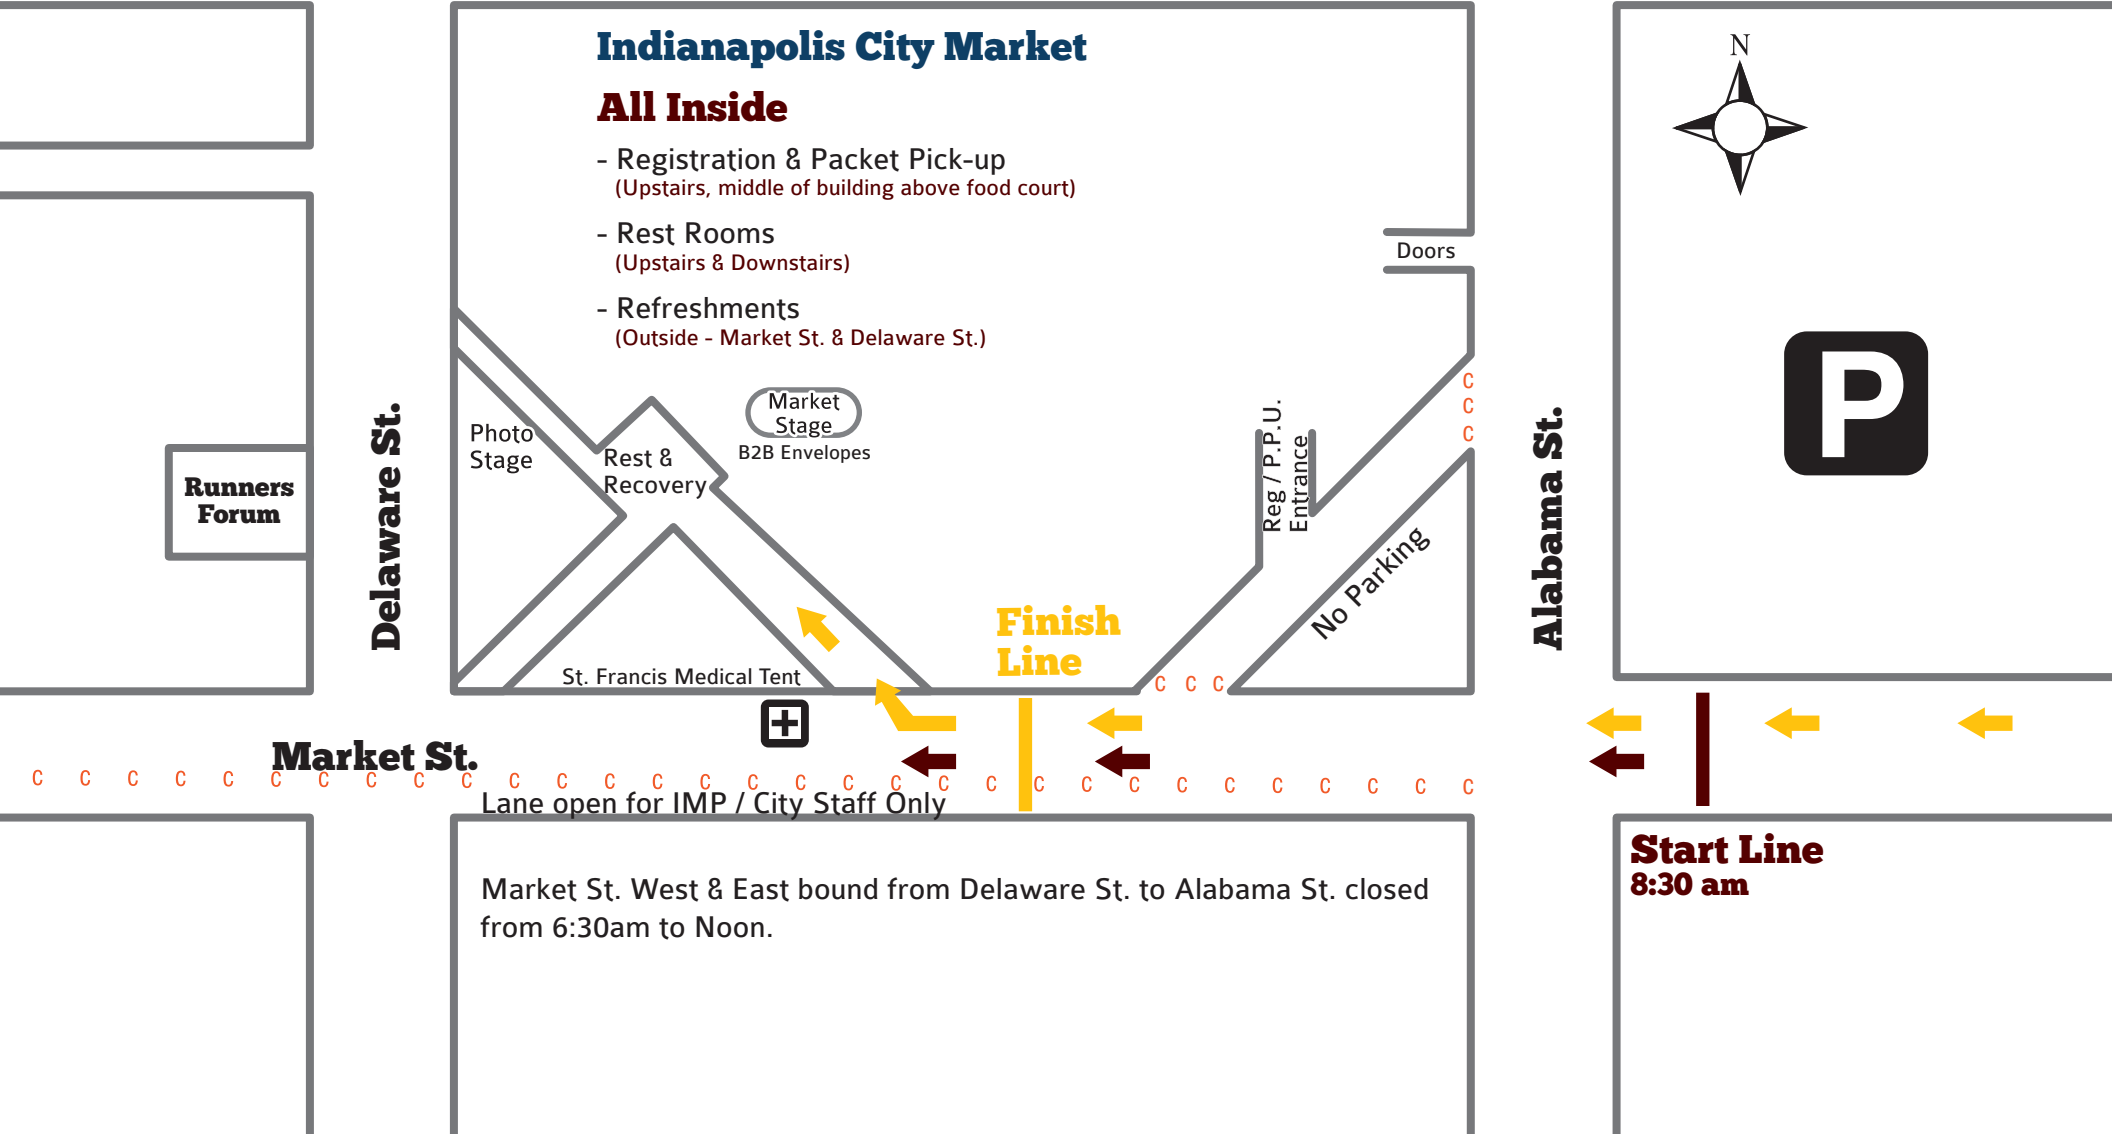 Indianapolis City Market
N
All Inside
- Registration & Packet Pick-up
(Upstairs, middle of building above food court)
- Rest Rooms
(Upstairs & Downstairs)
Doors
- Refreshments
(Outside - Market St. & Delaware St.)
P
Market
Stage
B2B Envelopes
Photo
Stage
Rest &
Recovery
Runners
Forum
Delaware St.
Reg / P.P.U.
Entrance
C
C
C
Alabama St.
No Parking
Finish
Line
St. Francis Medical Tent
C C C
Market St.
C C C C C C C C C C C C C C C C C C C C C C C C C C C C C C C
Lane open for IMP / City Staff Only
Start Line
8:30 am
Market St. West & East bound from Delaware St. to Alabama St. closed
from 6:30am to Noon.